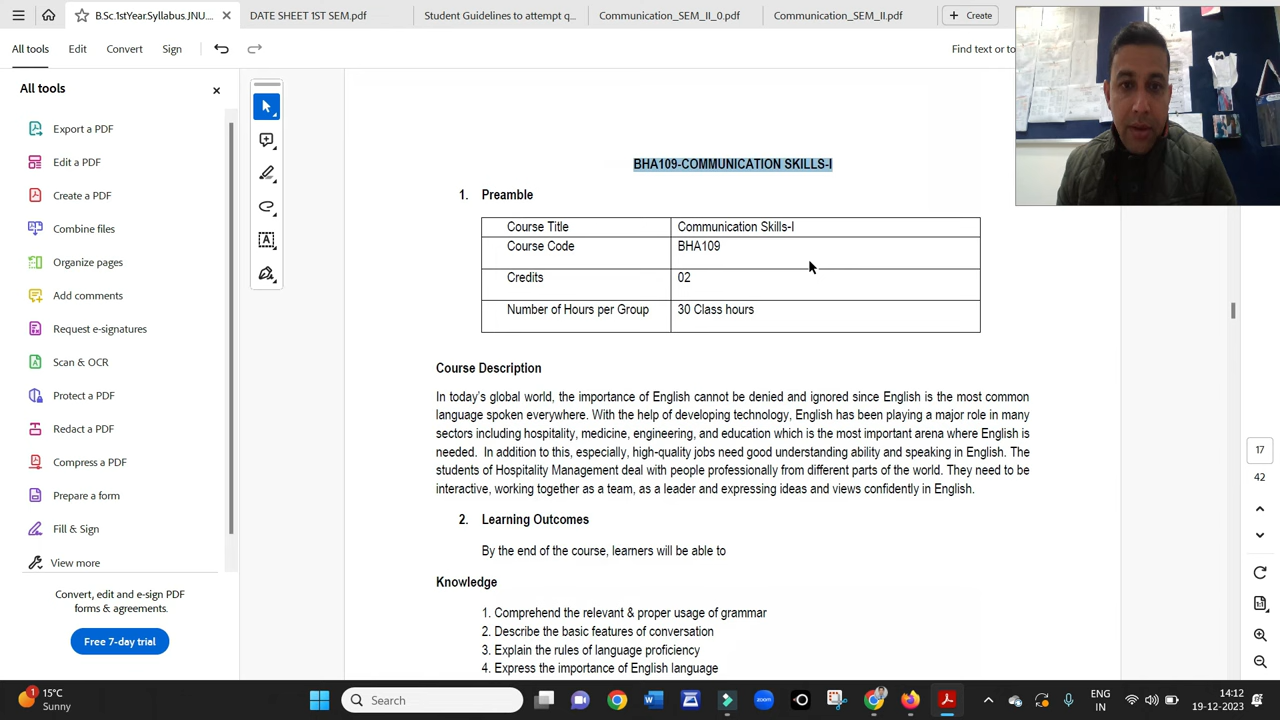 B.Sc.1stYear.Syllabus.JNU....
DATE SHEET 1ST SEM.pdf
Student Guidelines to attempt q...
Communication_SEM_II_0.pdf
Communication_SEM_II.pdf
Create
All tools
Edit
Convert
Sign
Find text or to
All tools
Export a PDF
Edit a PDF
Create a PDF
Combine files
Organize pages
Add comments
Request e-signatures
Scan & OCR
Protect a PDF
Redact a PDF
Compress a PDF
Prepare a form
Fill & Sign
View more
Convert, edit and e-sign PDF
forms & agreements.
Free 7-day trial
BHA109-COMMUNICATION SKILLS-I
1. Preamble
Course Title Communication Skills-I
Course Code BHA109
Credits 02
Number of Hours per Group 30 Class hours
Course Description
In today's global world, the importance of English cannot be denied and ignored since English is the most common
language spoken everywhere. With the help of developing technology, English has been playing a major role in many
sectors including hospitality, medicine, engineering, and education which is the most important arena where English is
needed. In addition to this, especially, high-quality jobs need good understanding ability and speaking in English. The
students of Hospitality Management deal with people professionally from different parts of the world. They need to be
interactive, working together as a team, as a leader and expressing ideas and views confidently in English.
2. Learning Outcomes
By the end of the course, learners will be able to
Knowledge
1. Comprehend the relevant & proper usage of grammar
2. Describe the basic features of conversation
3. Explain the rules of language proficiency
4. Express the importance of English language
17
42
1
15°C
Sunny
Search
zoom
ENG
IN
14:12
19-12-2023